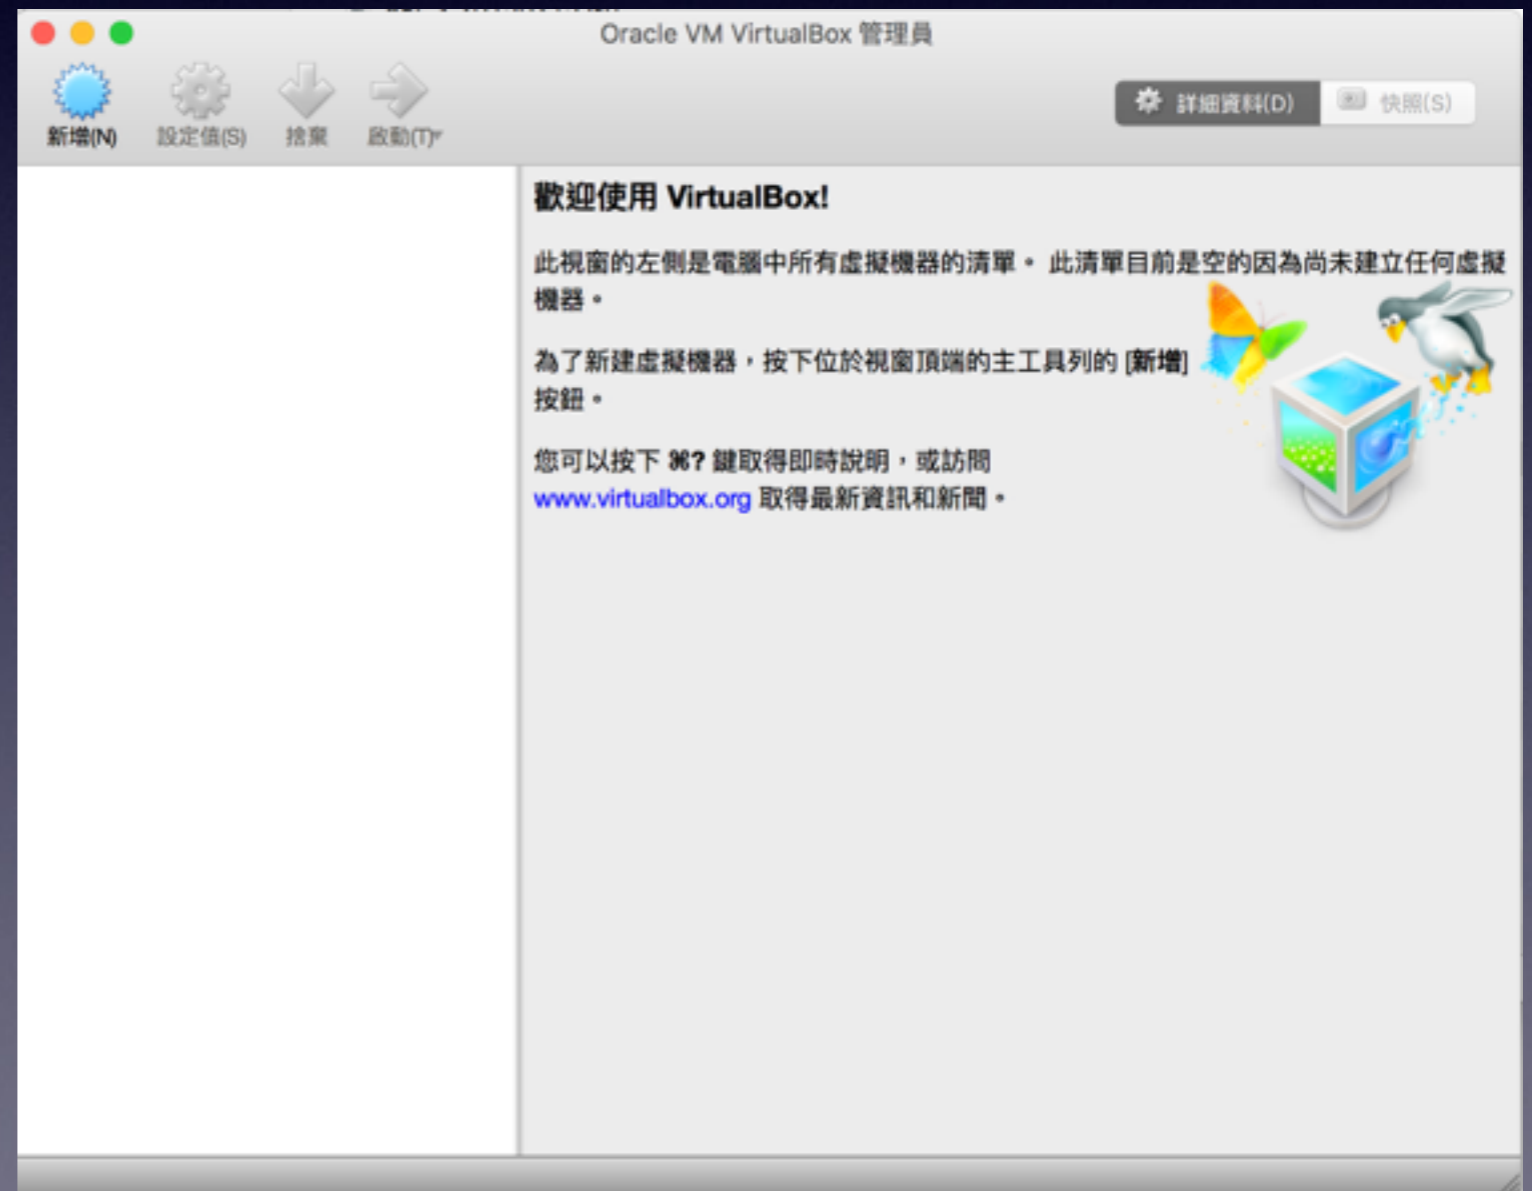 Oracle VM VirtualBox 管理員
新增(N) 設定值(S) 捨棄 啟動(T) 詳細資料(D) 快照(S)
歡迎使用 VirtualBox!
此視窗的左側是電腦中所有虛擬機器的清單。 此清單目前是空的因為尚未建立任何虛擬
機器。
為了新建虛擬機器，按下位於視窗頂端的主工具列的 [新增]
按鈕。
您可以按下 ⌘? 鍵取得即時說明，或訪問
www.virtualbox.org 取得最新資訊和新聞。